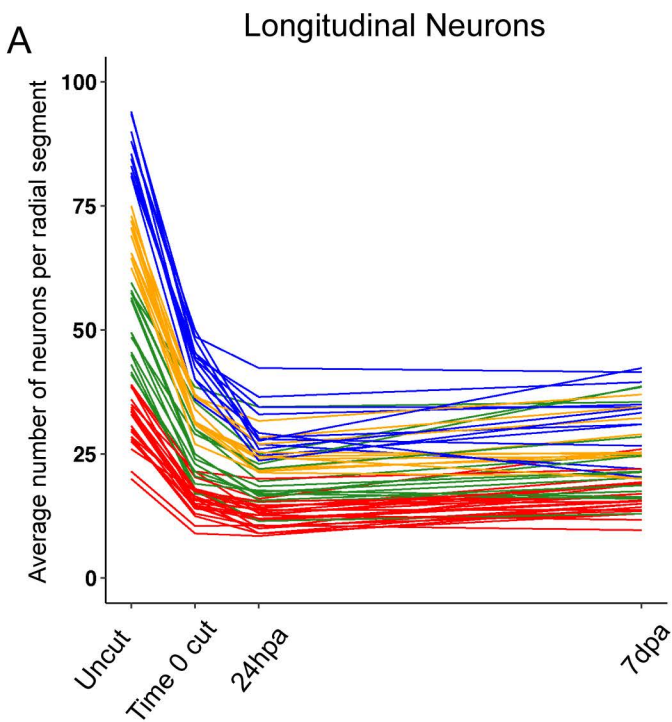 A
Longitudinal Neurons
Average number of neurons per radial segment
100
75
50
25
0
Uncut
Time 0 cut
24hpa
7dpa